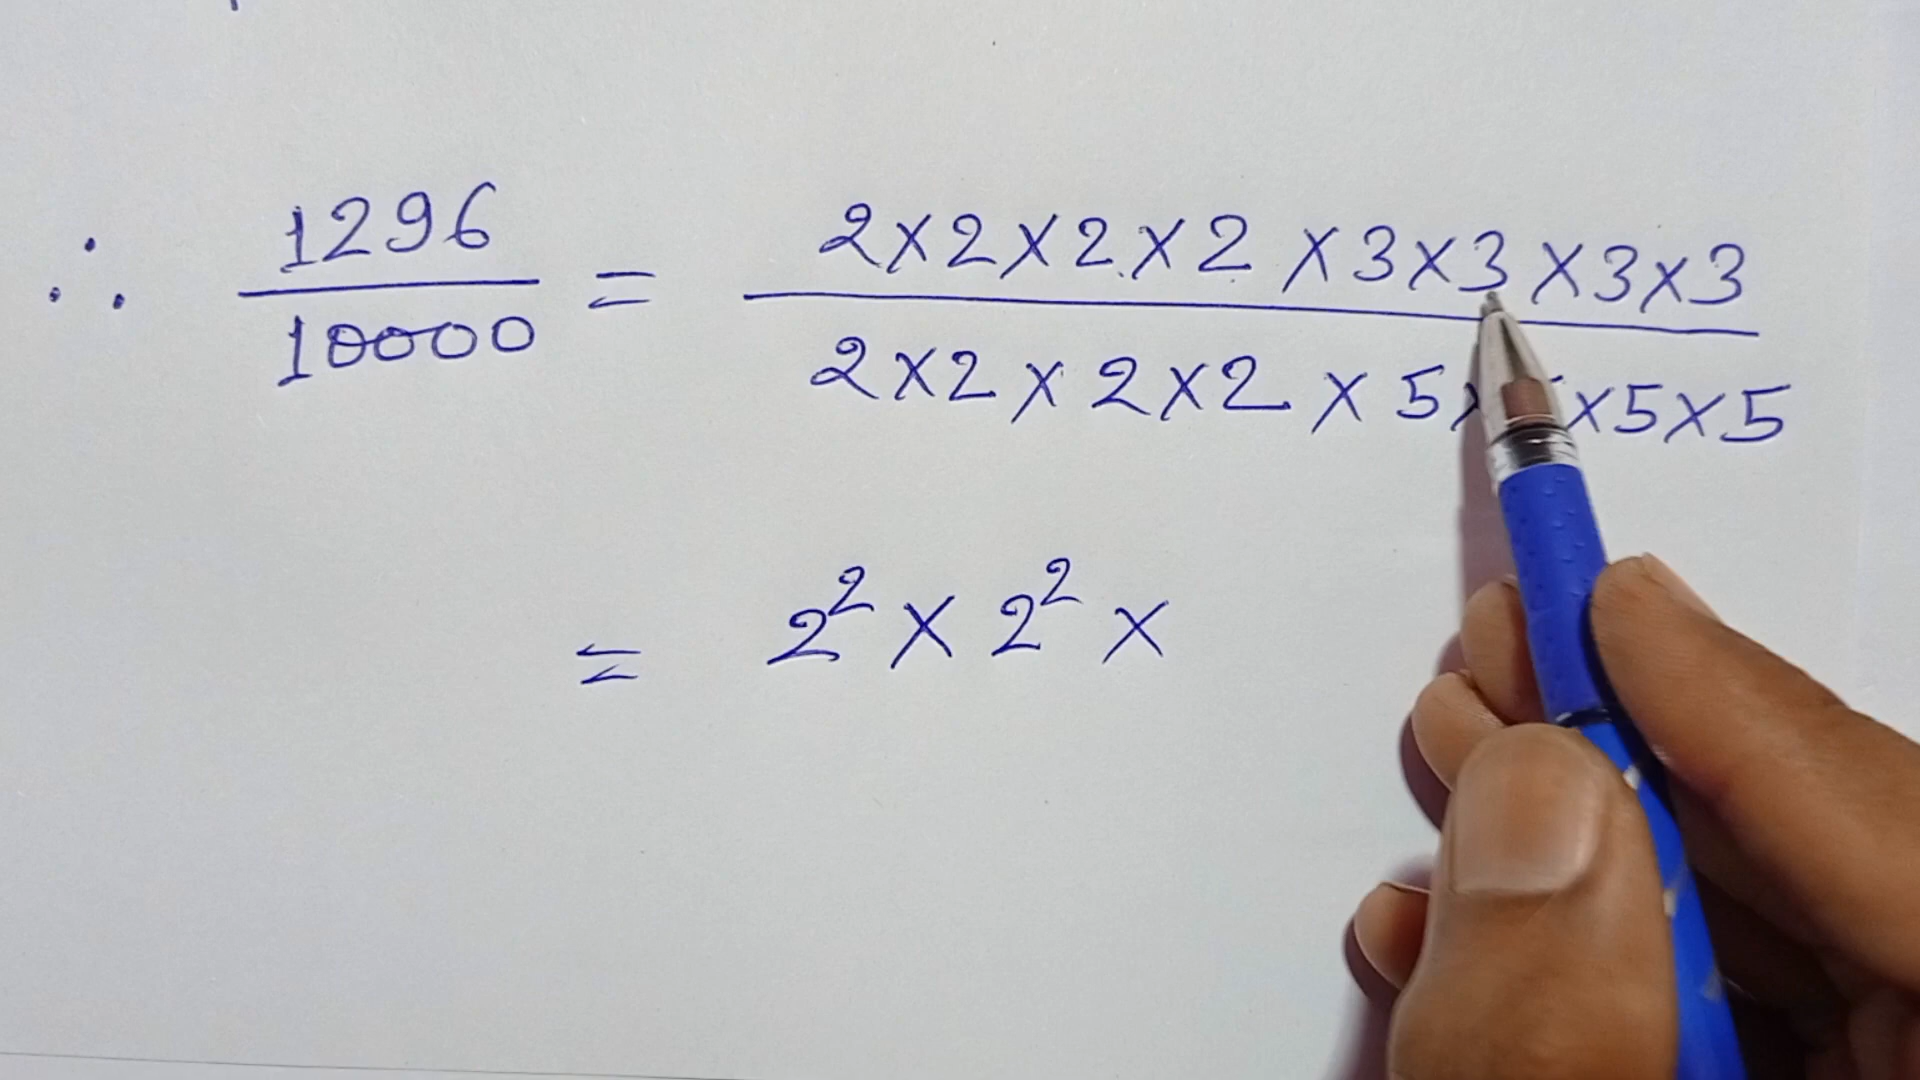 ∴ 1296/10000 = 2×2×2×2×3×3×3×3
2×2×2×2×5× ×5×5
= 2² × 2² ×